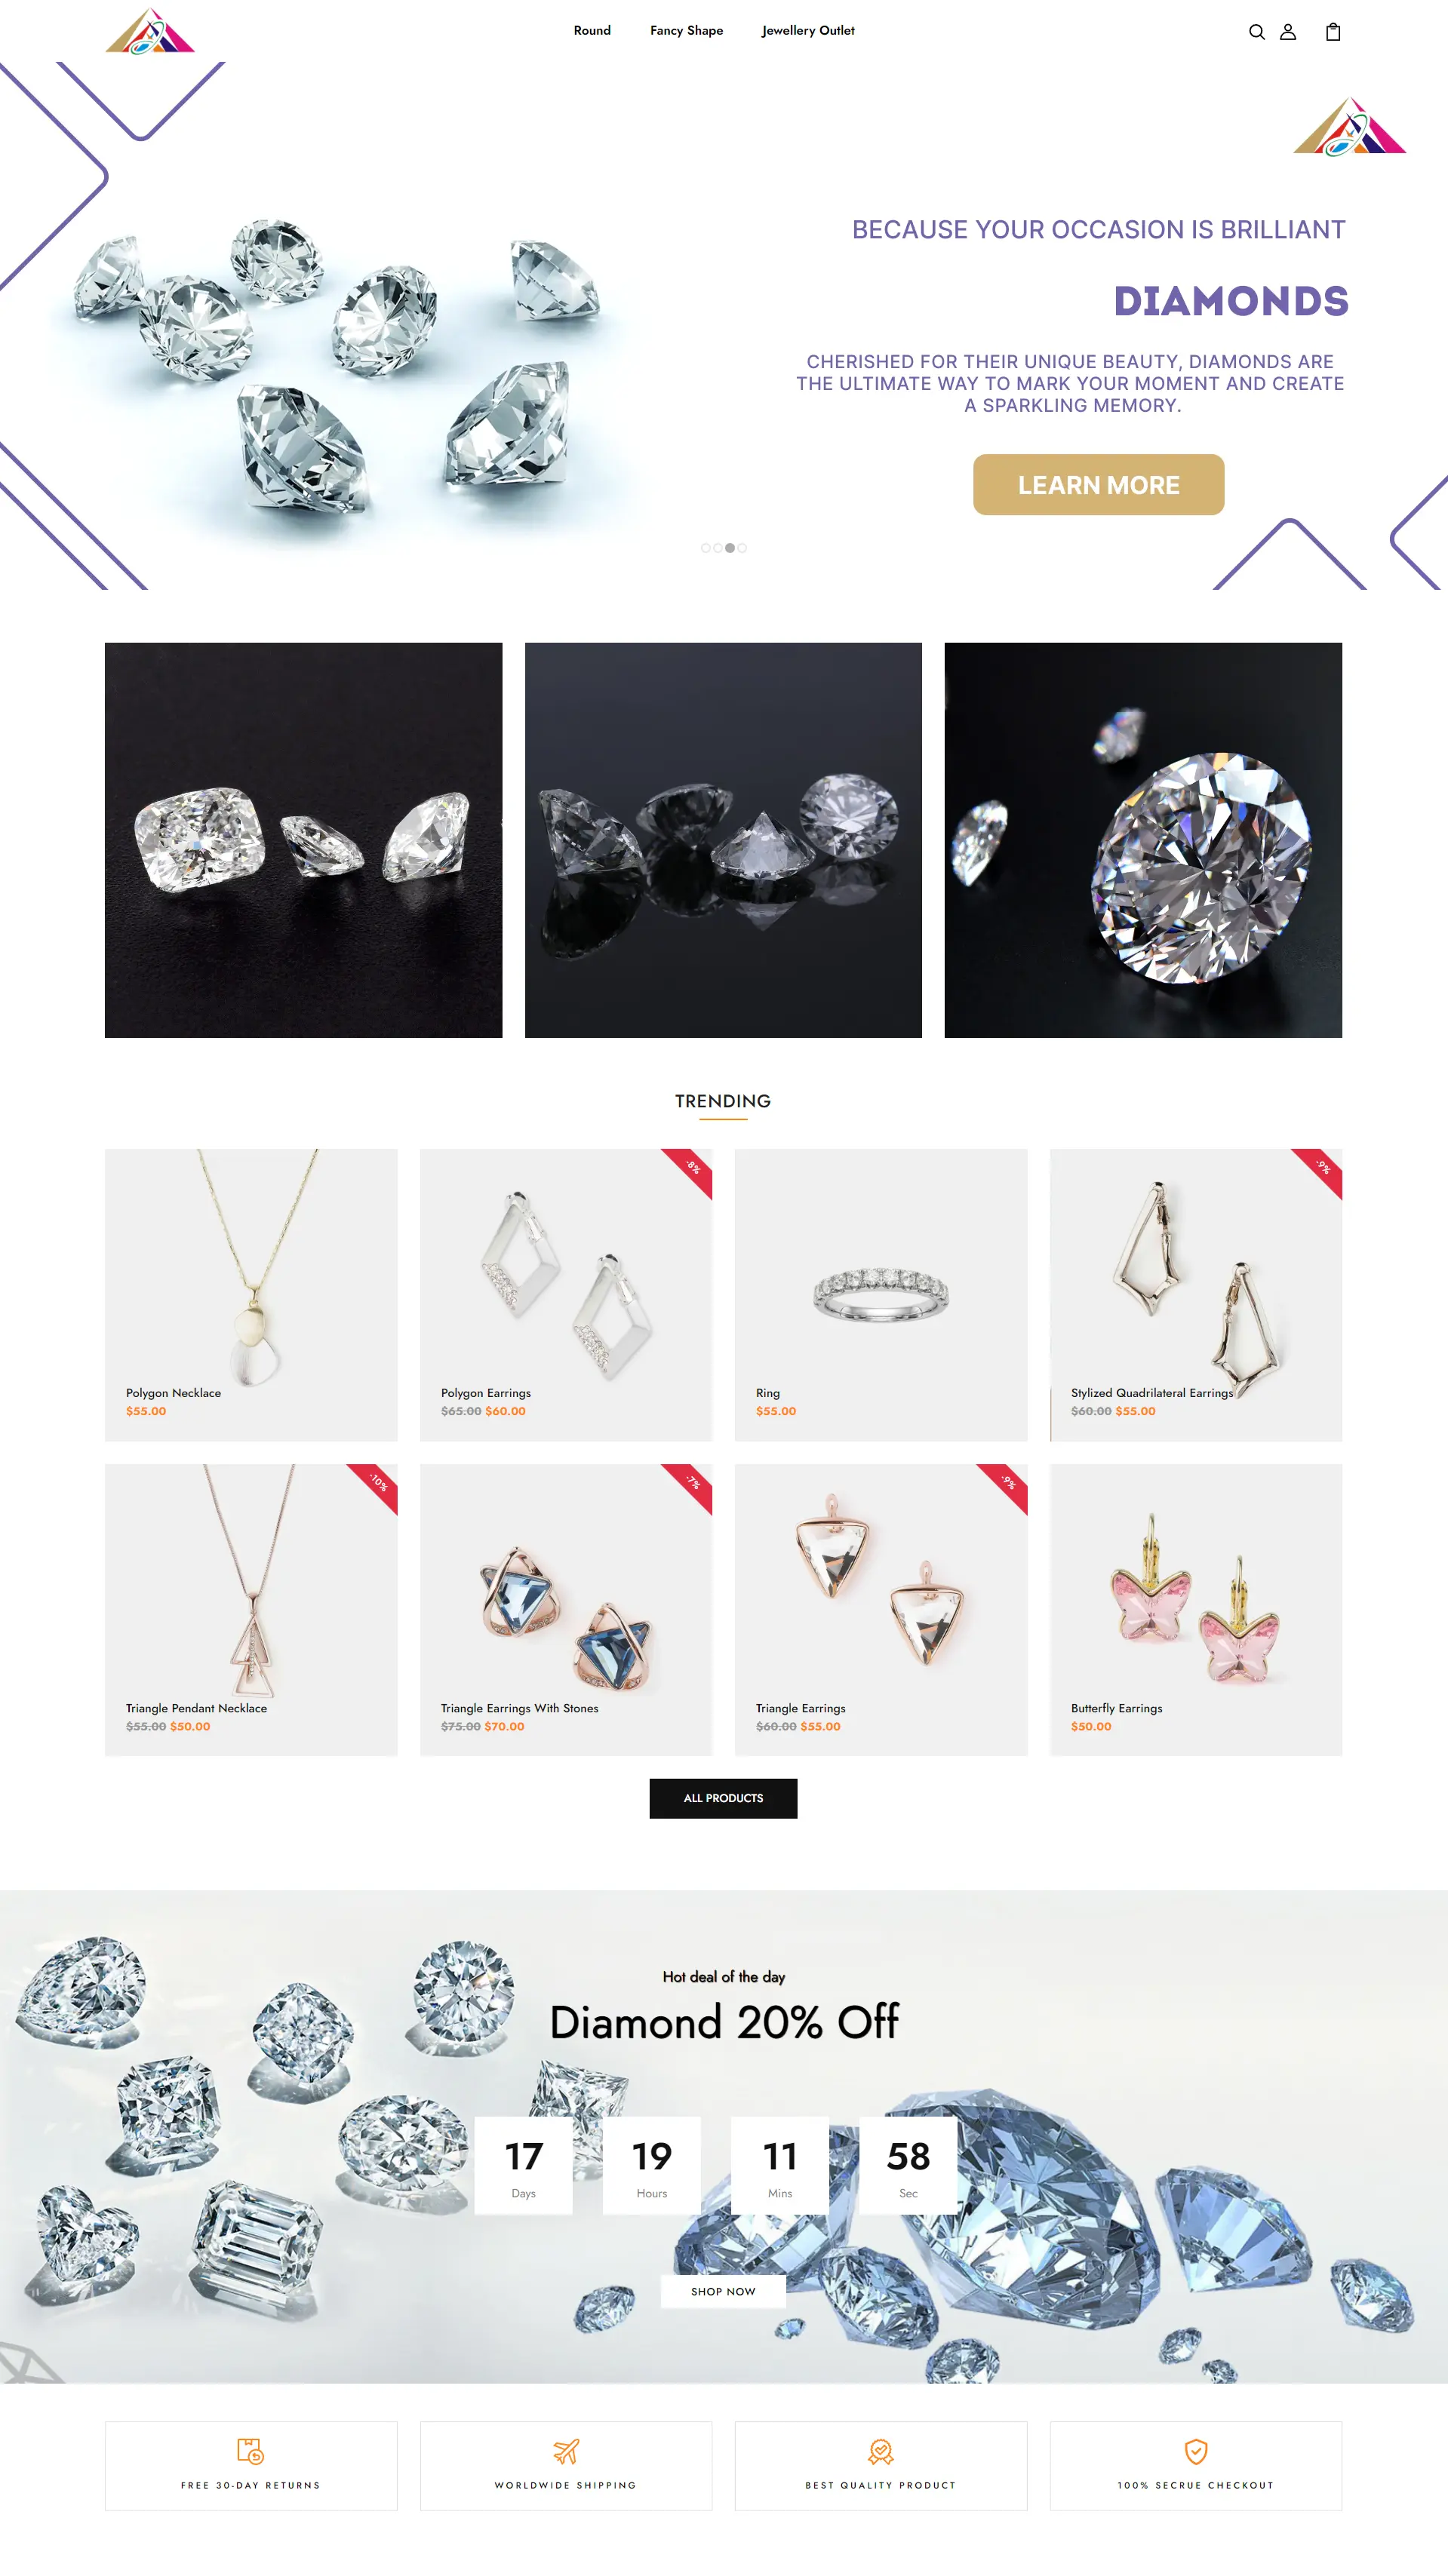 Round Fancy Shape Jewellery Outlet
BECAUSE YOUR OCCASION IS BRILLIANT
DIAMONDS
CHERISHED FOR THEIR UNIQUE BEAUTY, DIAMONDS ARE
THE ULTIMATE WAY TO MARK YOUR MOMENT AND CREATE
A SPARKLING MEMORY.
LEARN MORE
TRENDING
Polygon Necklace
$55.00
-8%
Polygon Earrings
$65.00 $60.00
Ring
$55.00
-9%
Stylized Quadrilateral Earrings
$60.00 $55.00
-10%
Triangle Pendant Necklace
$55.00 $50.00
-7%
Triangle Earrings With Stones
$75.00 $70.00
-9%
Triangle Earrings
$60.00 $55.00
Butterfly Earrings
$50.00
ALL PRODUCTS
Hot deal of the day
Diamond 20% Off
17 19 11 58
Days Hours Mins Sec
SHOP NOW
FREE 30-DAY RETURNS
WORLDWIDE SHIPPING
BEST QUALITY PRODUCT
100% SECRUE CHECKOUT